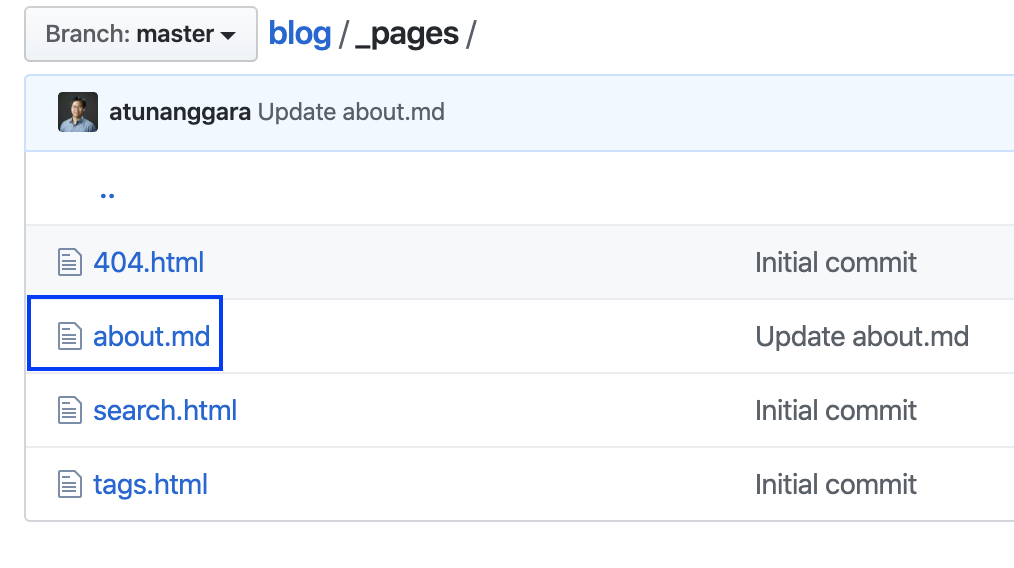 Branch: master blog / _pages /
atunanggara Update about.md
..
404.html Initial commit
about.md Update about.md
search.html Initial commit
tags.html Initial commit